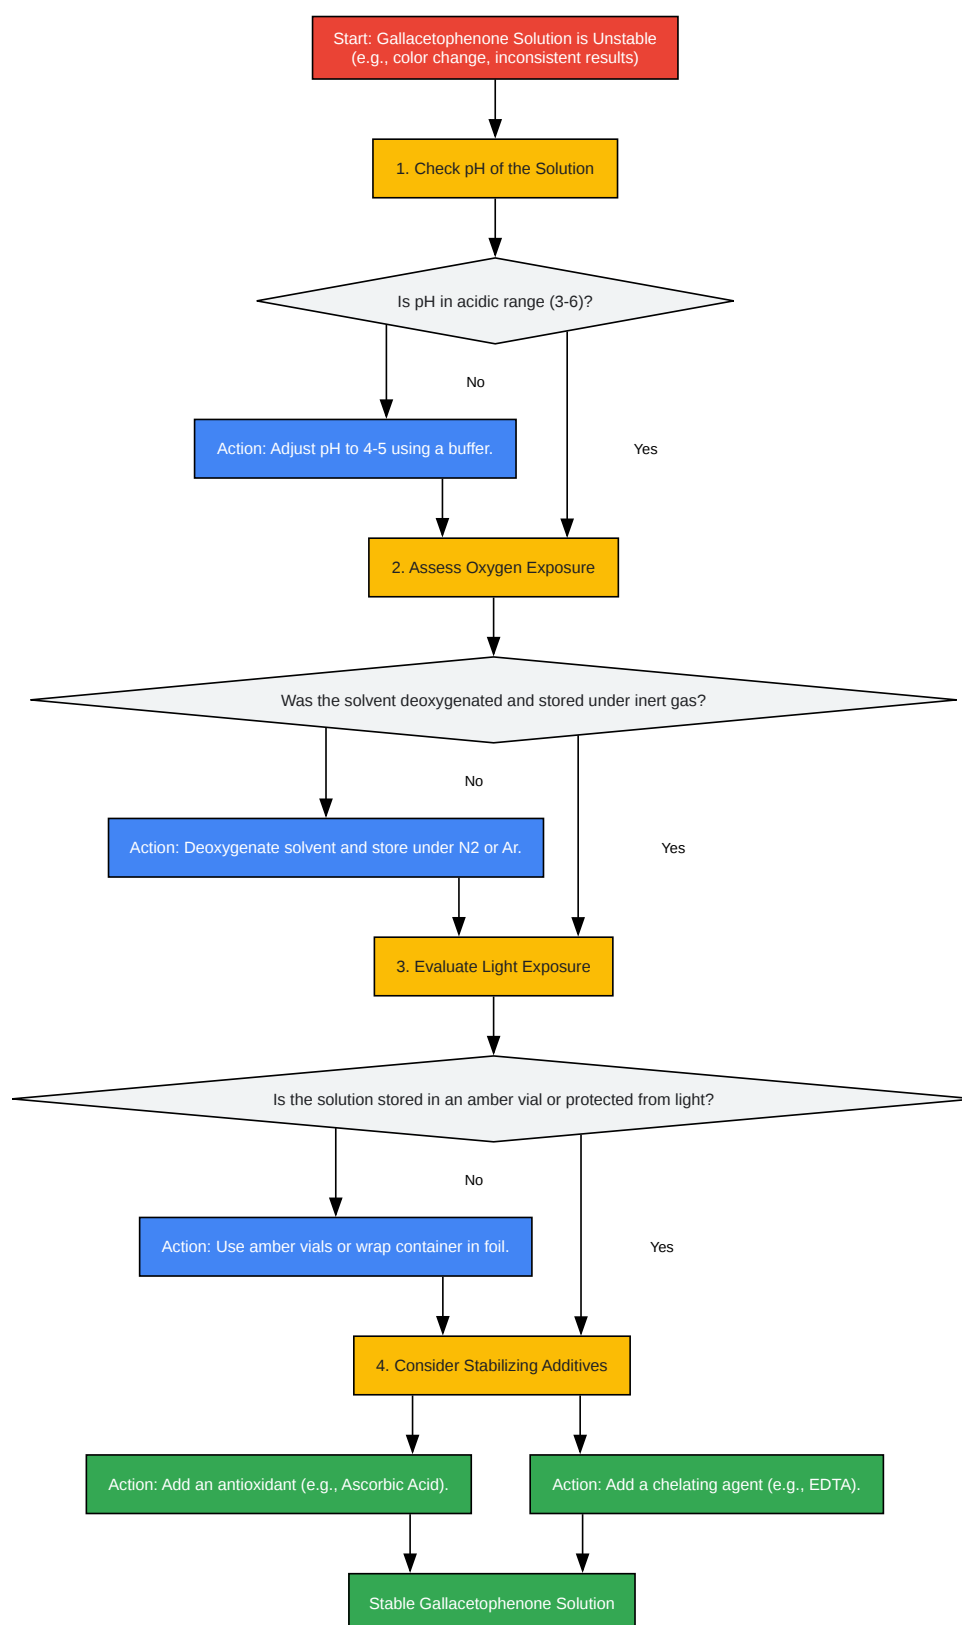 Start: Gallacetophenone Solution is Unstable
(e.g., color change, inconsistent results)
1. Check pH of the Solution
Is pH in acidic range (3-6)?
No
Action: Adjust pH to 4-5 using a buffer.
Yes
2. Assess Oxygen Exposure
Was the solvent deoxygenated and stored under inert gas?
No
Action: Deoxygenate solvent and store under N2 or Ar.
Yes
3. Evaluate Light Exposure
Is the solution stored in an amber vial or protected from light?
No
Action: Use amber vials or wrap container in foil.
Yes
4. Consider Stabilizing Additives
Action: Add an antioxidant (e.g., Ascorbic Acid).
Action: Add a chelating agent (e.g., EDTA).
Stable Gallacetophenone Solution